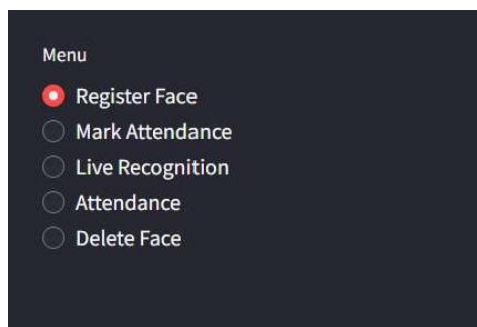 Menu
Register Face
Mark Attendance
Live Recognition
Attendance
Delete Face